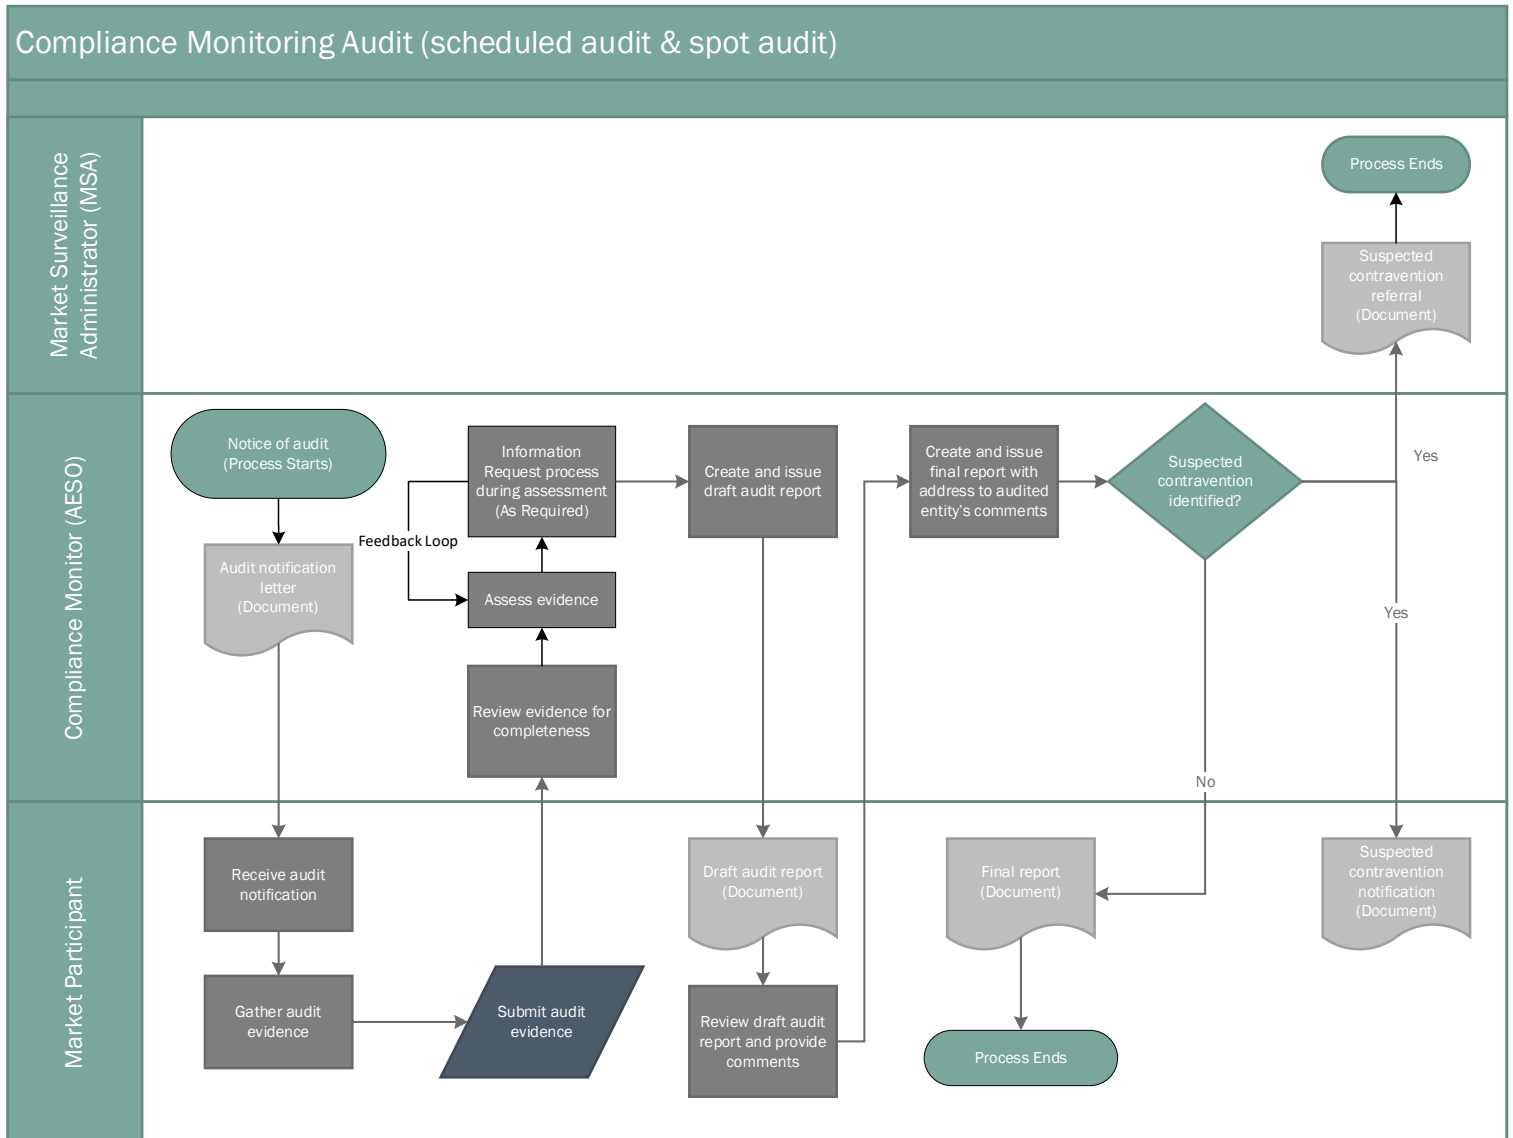 Compliance Monitoring Audit (scheduled audit & spot audit)
Market Surveillance
Administrator (MSA)
Process Ends
Suspected
contravention
referral
(Document)
Compliance Monitor (AESO)
Notice of audit
(Process Starts)
Audit notification
letter
(Document)
Information
Request process
during assessment
(As Required)
Feedback Loop
Assess evidence
Review evidence for
completeness
Create and issue
draft audit report
Create and issue
final report with
address to audited
entity's comments
Suspected
contravention
identified?
Yes
Yes
No
Market Participant
Receive audit
notification
Gather audit
evidence
Submit audit
evidence
Draft audit report
(Document)
Review draft audit
report and provide
comments
Final report
(Document)
Process Ends
Suspected
contravention
notification
(Document)